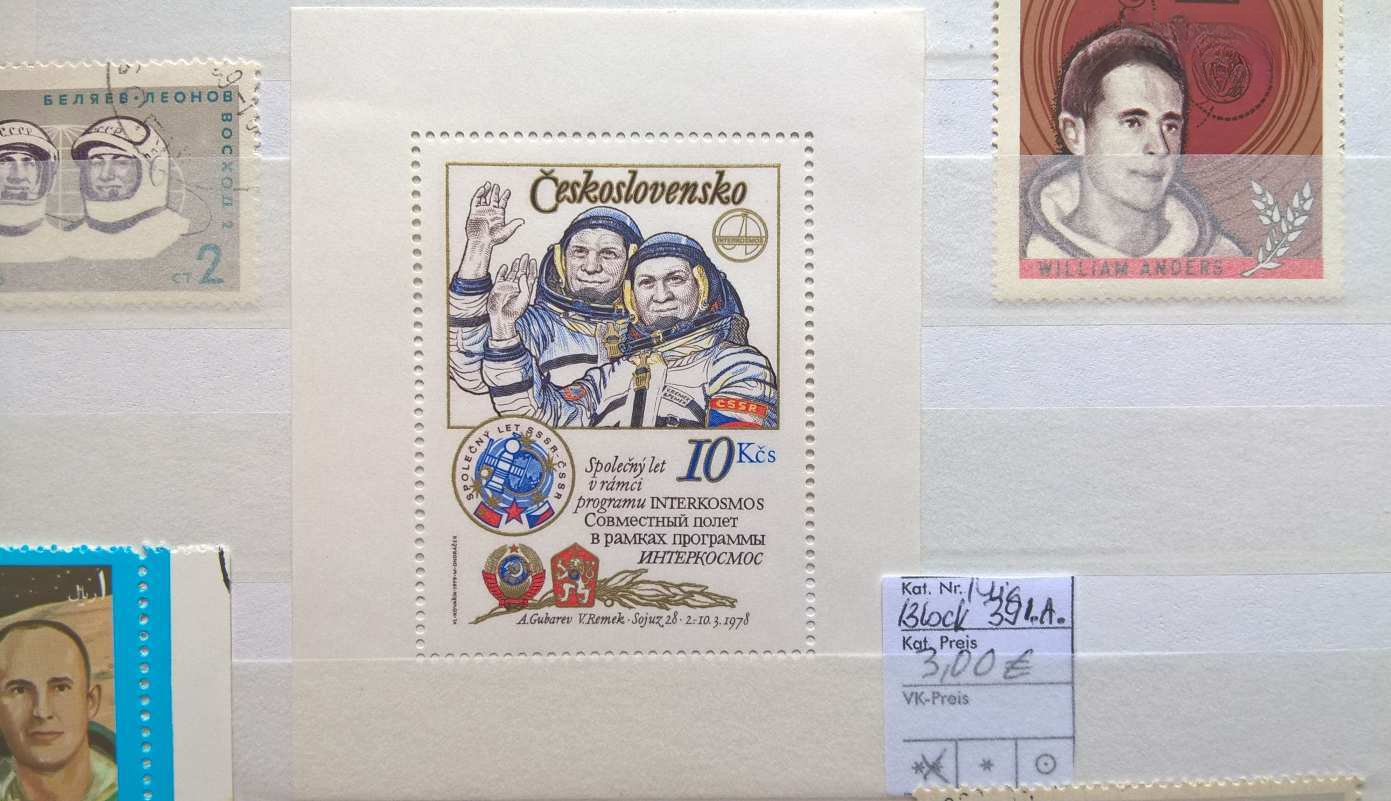 БЕЛЯЕВ·ЛЕОНОВ
ВОСХОД 2
СССР
СССР
СТ 2
Československo
INTERKOSMOS
ČSSR
SPOLEČNÝ LET SSSR-ČSSR
10 Kčs
Společný let
v rámci
programu INTERKOSMOS
Совместный полет
в рамках программы
ИНТЕРКОСМОС
A.Gubarev V.Remek · Sojuz 28 · 2.-10.3.1978
WILLIAM ANDERS
Kat. Nr.
Block 39
Kat. Preis
3,00 €
VK-Preis